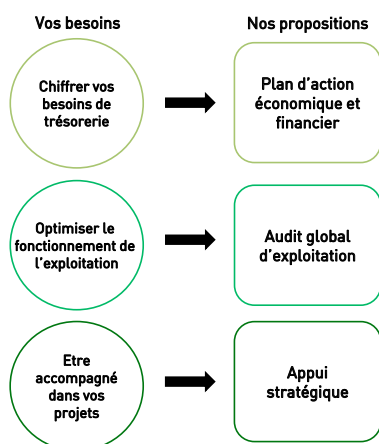 Vos besoins
Nos propositions
Chiffrer vos
besoins de
trésorerie
Plan d'action
économique et
financier
Optimiser le
fonctionnement de
l'exploitation
Audit global
d'exploitation
Etre
accompagné
dans vos
projets
Appui
stratégique